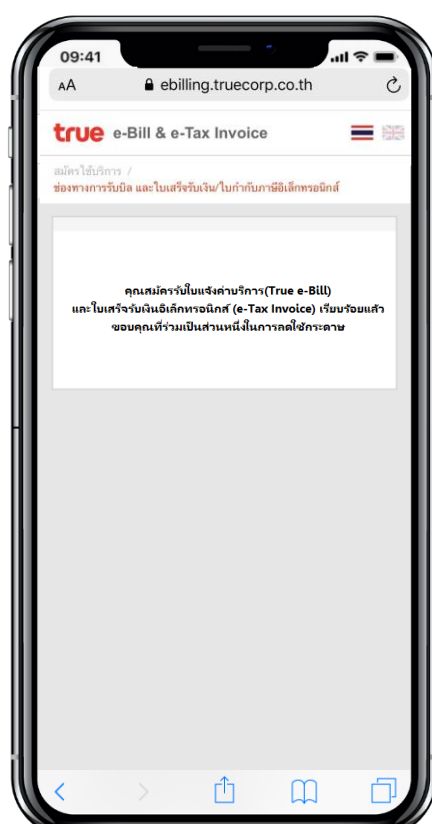 09:41
AA ebilling.truecorp.co.th
true e-Bill & e-Tax Invoice
สมัครใช้บริการ /
ช่องทางการรับบิล และใบเสร็จรับเงิน/ใบกำกับภาษีอิเล็กทรอนิกส์
คุณสมัครรับใบแจ้งค่าบริการ(True e-Bill)
และใบเสร็จรับเงินอิเล็กทรอนิกส์ (e-Tax Invoice) เรียบร้อยแล้ว
ขอบคุณที่ร่วมเป็นส่วนหนึ่งในการลดใช้กระดาษ